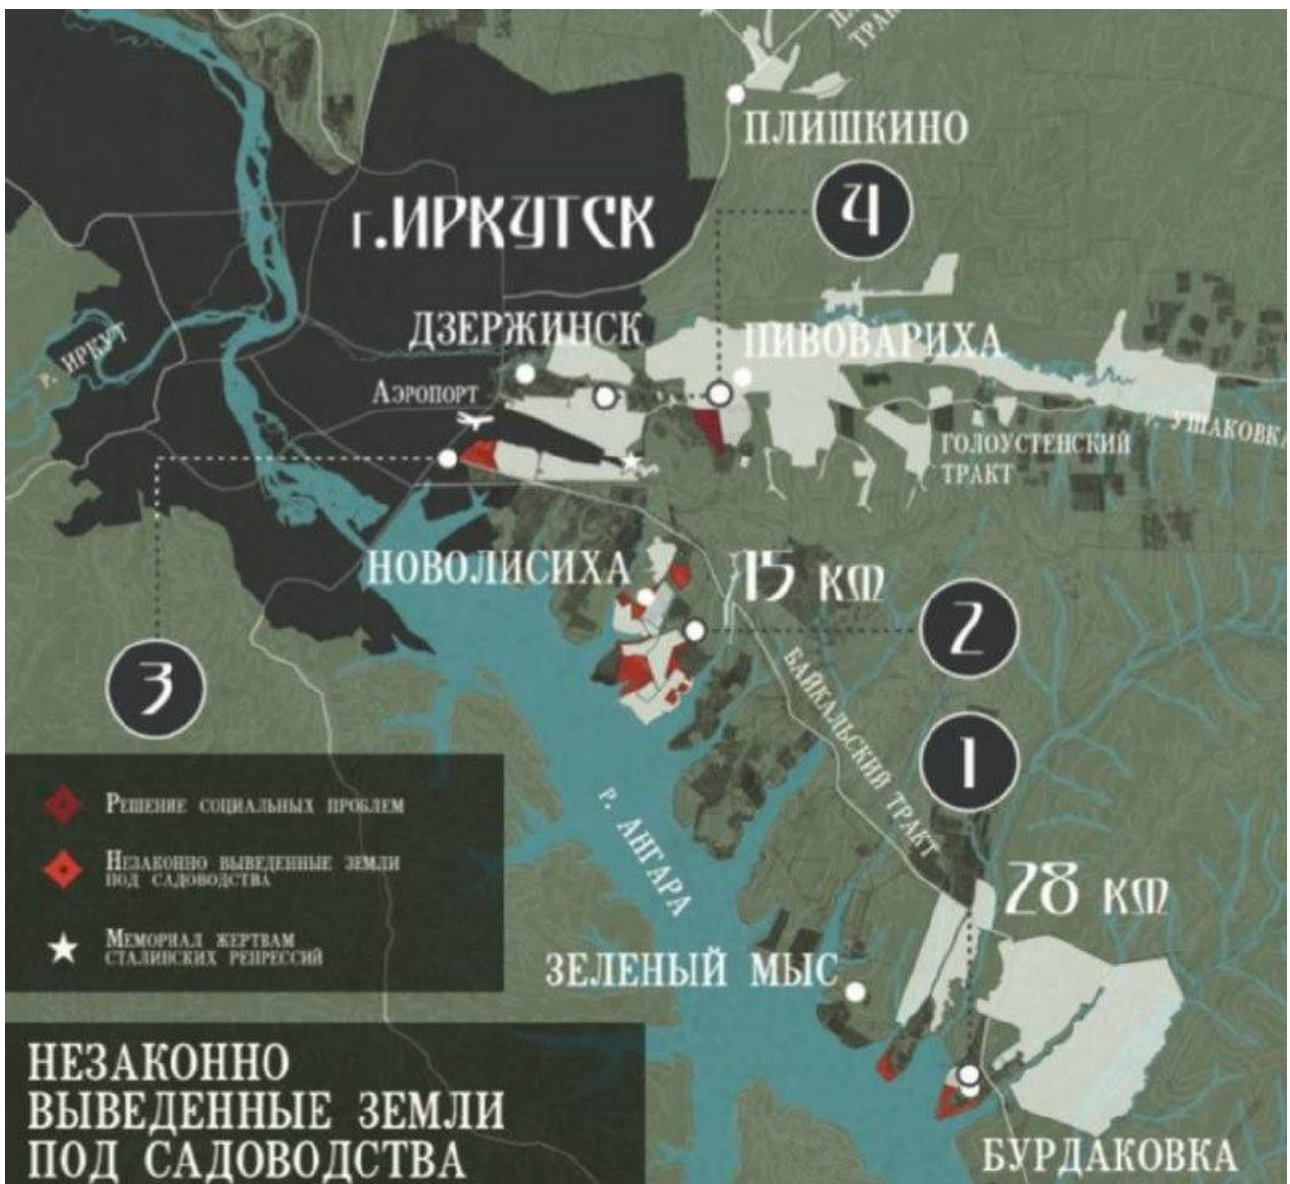 ПЛИШКИНО
4
г.ИРКУТСК
ДЗЕРЖИНСК
ПИВОВАРИХА
р. ИРКУТ
Аэропорт
р. УШАКОВКА
ГОЛОУСТЕНСКИЙ
ТРАКТ
НОВОЛИСИХА
15 КМ
2
3
БАЙКАЛЬСКИЙ ТРАКТ
1
Решение социальных проблем
р. АНГАРА
Незаконно выведенные земли
под садоводства
28 КМ
Мемориал жертвам
сталинских репрессий
ЗЕЛЕНЫЙ МЫС
НЕЗАКОННО
ВЫВЕДЕННЫЕ ЗЕМЛИ
ПОД САДОВОДСТВА
БУРДАКОВКА